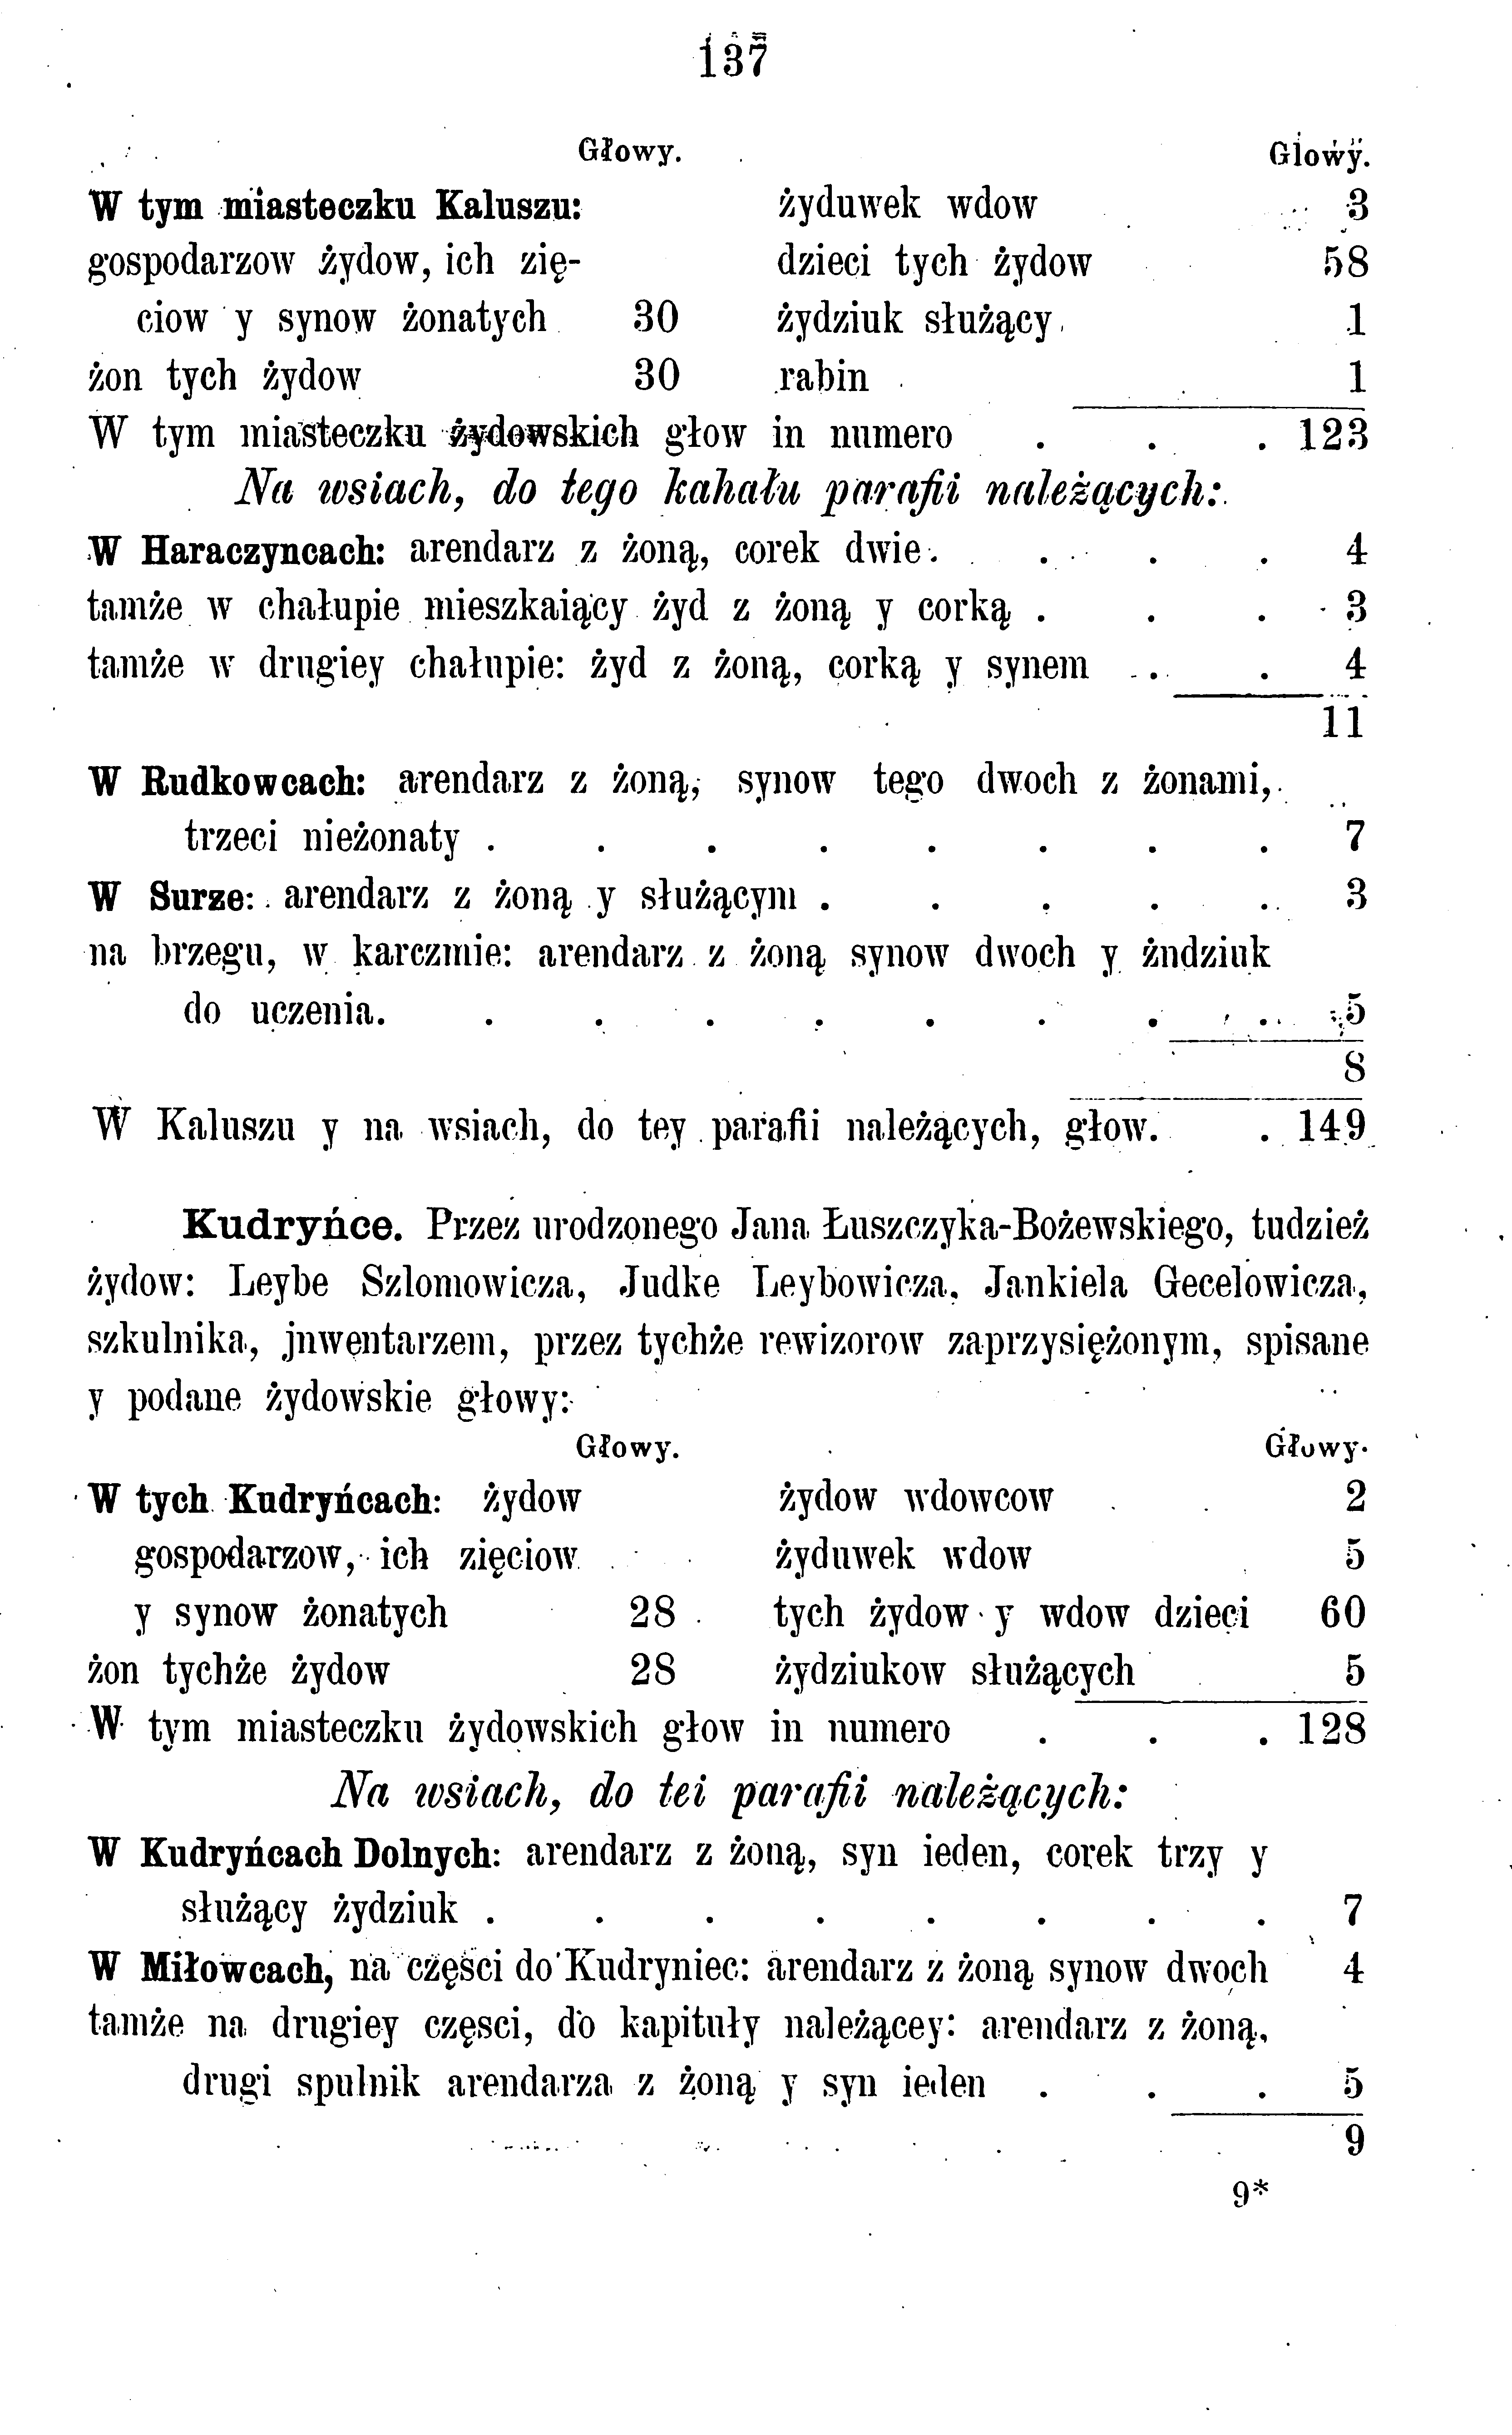 137
Głowy.
W tym miasteczku Kaluszu:
gospodarzow żydow, ich zię-
ciow y synow żonatych 30
żon tych żydow 30
Głowy.
żyduwek wdow 3
dzieci tych żydow 58
żydziuk służący 1
rabin 1
W tym miasteczku żydowskich głow in numero . . . 123
Na wsiach, do tego kahału parafii należących:
W Haraczyncach: arendarz z żoną, corek dwie . . . . 4
tamże w chałupie mieszkaiący żyd z żoną y corką . . . 3
tamże w drugiey chałupie: żyd z żoną, corką y synem . . 4
11
W Rudkowcach: arendarz z żoną, synow tego dwoch z żonami,
trzeci nieżonaty . . . . . . . . 7
W Surze: arendarz z żoną y służącym . . . . . 3
na brzegu, w karczmie: arendarz z żoną synow dwoch y żndziuk
do uczenia. . . . . . . . . 5
8
W Kaluszu y na wsiach, do tey parafii należących, głow. . 149
Kudryńce. Przez urodzonego Jana Łuszczyka-Bożewskiego, tudzież
żydow: Leybe Szlomowicza, Judke Leybowicza, Jankiela Gecelowicza,
szkulnika, jnwentarzem, przez tychże rewizorow zaprzysiężonym, spisane
y podane żydowskie głowy:
Głowy.
W tych Kudryńcach: żydow
gospodarzow, ich zięciow
y synow żonatych 28
żon tychże żydow 28
Głowy.
żydow wdowcow 2
żyduwek wdow 5
tych żydow y wdow dzieci 60
żydziukow służących 5
W tym miasteczku żydowskich głow in numero . . . 128
Na wsiach, do tei parafii należących:
W Kudryńcach Dolnych: arendarz z żoną, syn ieden, corek trzy y
służący żydziuk . . . . . . . . 7
W Miłowcach, na części do Kudryniec: arendarz z żoną synow dwoch 4
tamże na drugiey częsci, do kapituły należącey: arendarz z żoną,
drugi spulnik arendarza z żoną y syn ieden . . . 5
9
9*